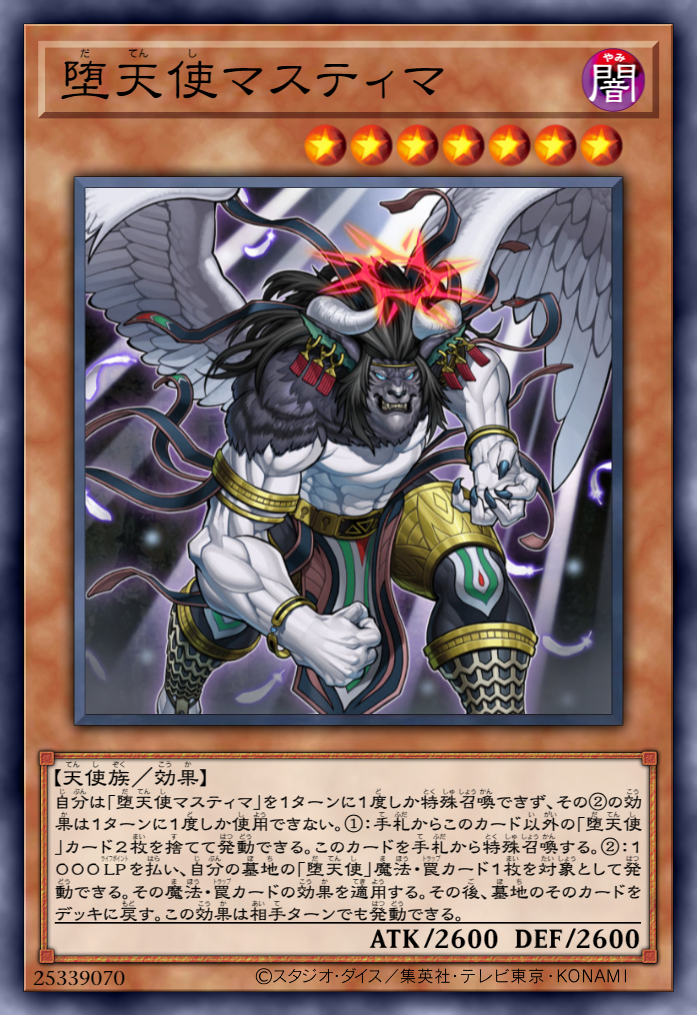 堕天使マスティマ
闇
【天使族／効果】
自分は「堕天使マスティマ」を1ターンに1度しか特殊召喚できず、その②の効
果は1ターンに1度しか使用できない。①：手札からこのカード以外の「堕天使
」カード2枚を捨てて発動できる。このカードを手札から特殊召喚する。②：1
000LPを払い、自分の墓地の「堕天使」魔法・罠カード1枚を対象として発
動できる。その魔法・罠カードの効果を適用する。その後、墓地のそのカードを
デッキに戻す。この効果は相手ターンでも発動できる。
ATK/2600 DEF/2600
25339070 ©スタジオ・ダイス／集英社・テレビ東京・KONAMI